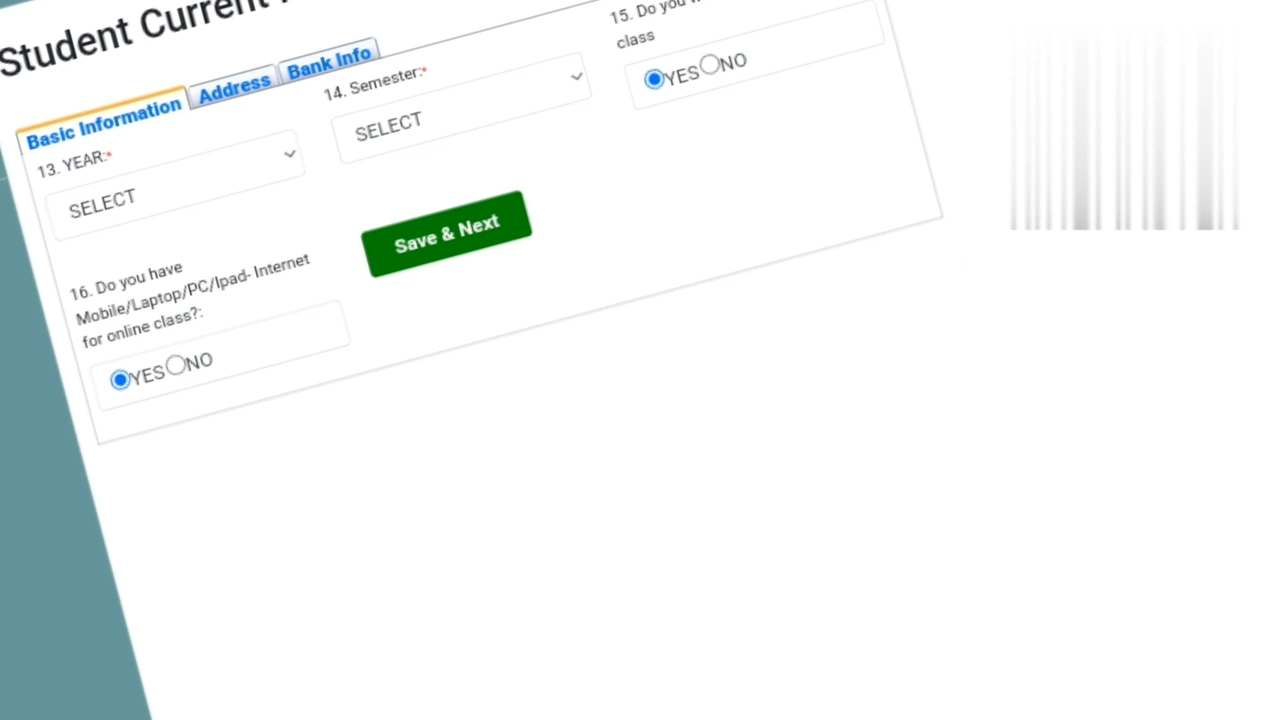 Student Current
Basic Information Address Bank Info
13. YEAR:*
SELECT
14. Semester:*
SELECT
15. Do you
class
YES NO
16. Do you have
Mobile/Laptop/PC/Ipad- Internet
for online class?:
YES NO
Save & Next